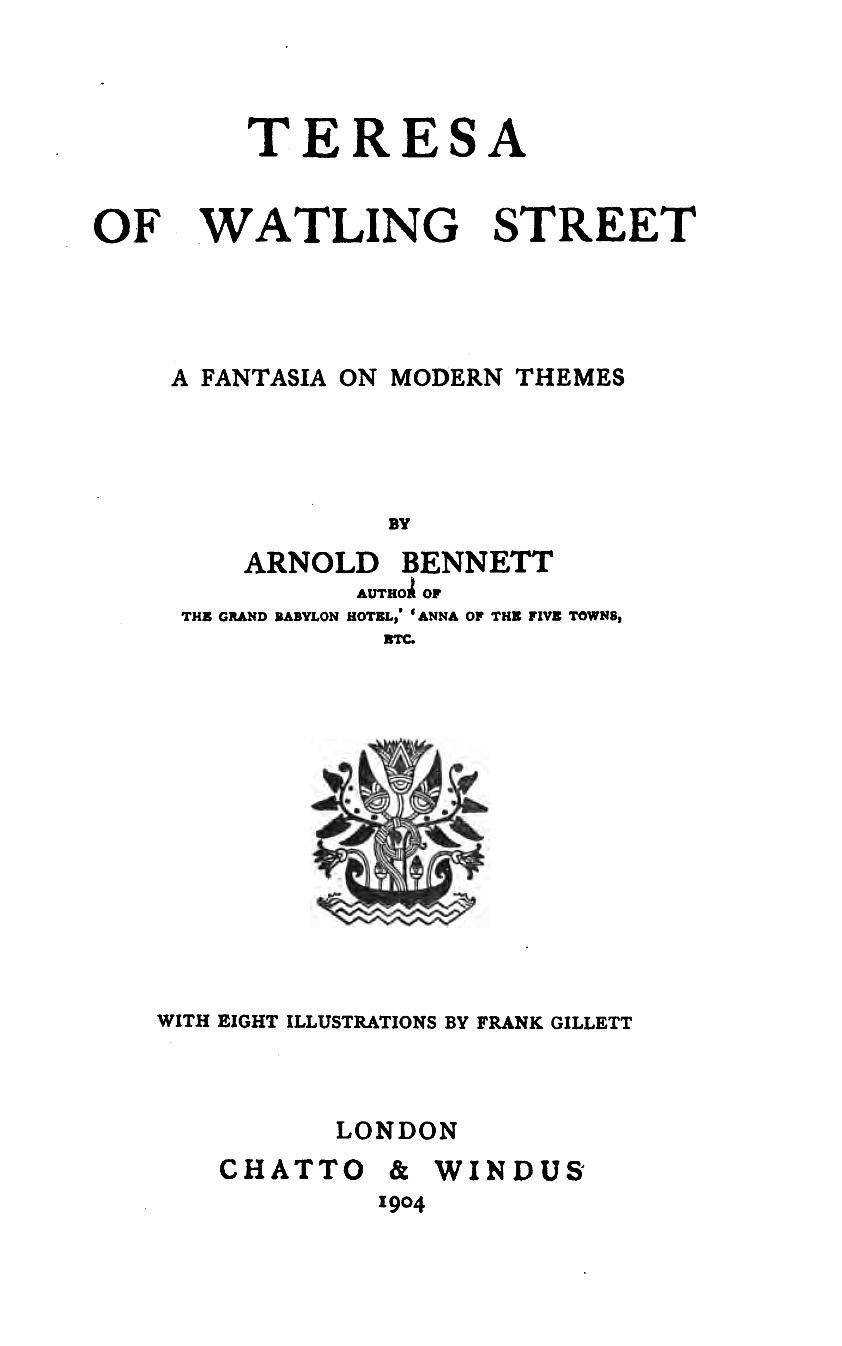 TERESA
OF WATLING STREET
A FANTASIA ON MODERN THEMES
BY
ARNOLD BENNETT
AUTHOR OF
THE GRAND BABYLON HOTEL,' 'ANNA OF THE FIVE TOWNS,
ETC.
WITH EIGHT ILLUSTRATIONS BY FRANK GILLETT
LONDON
CHATTO & WINDUS
1904